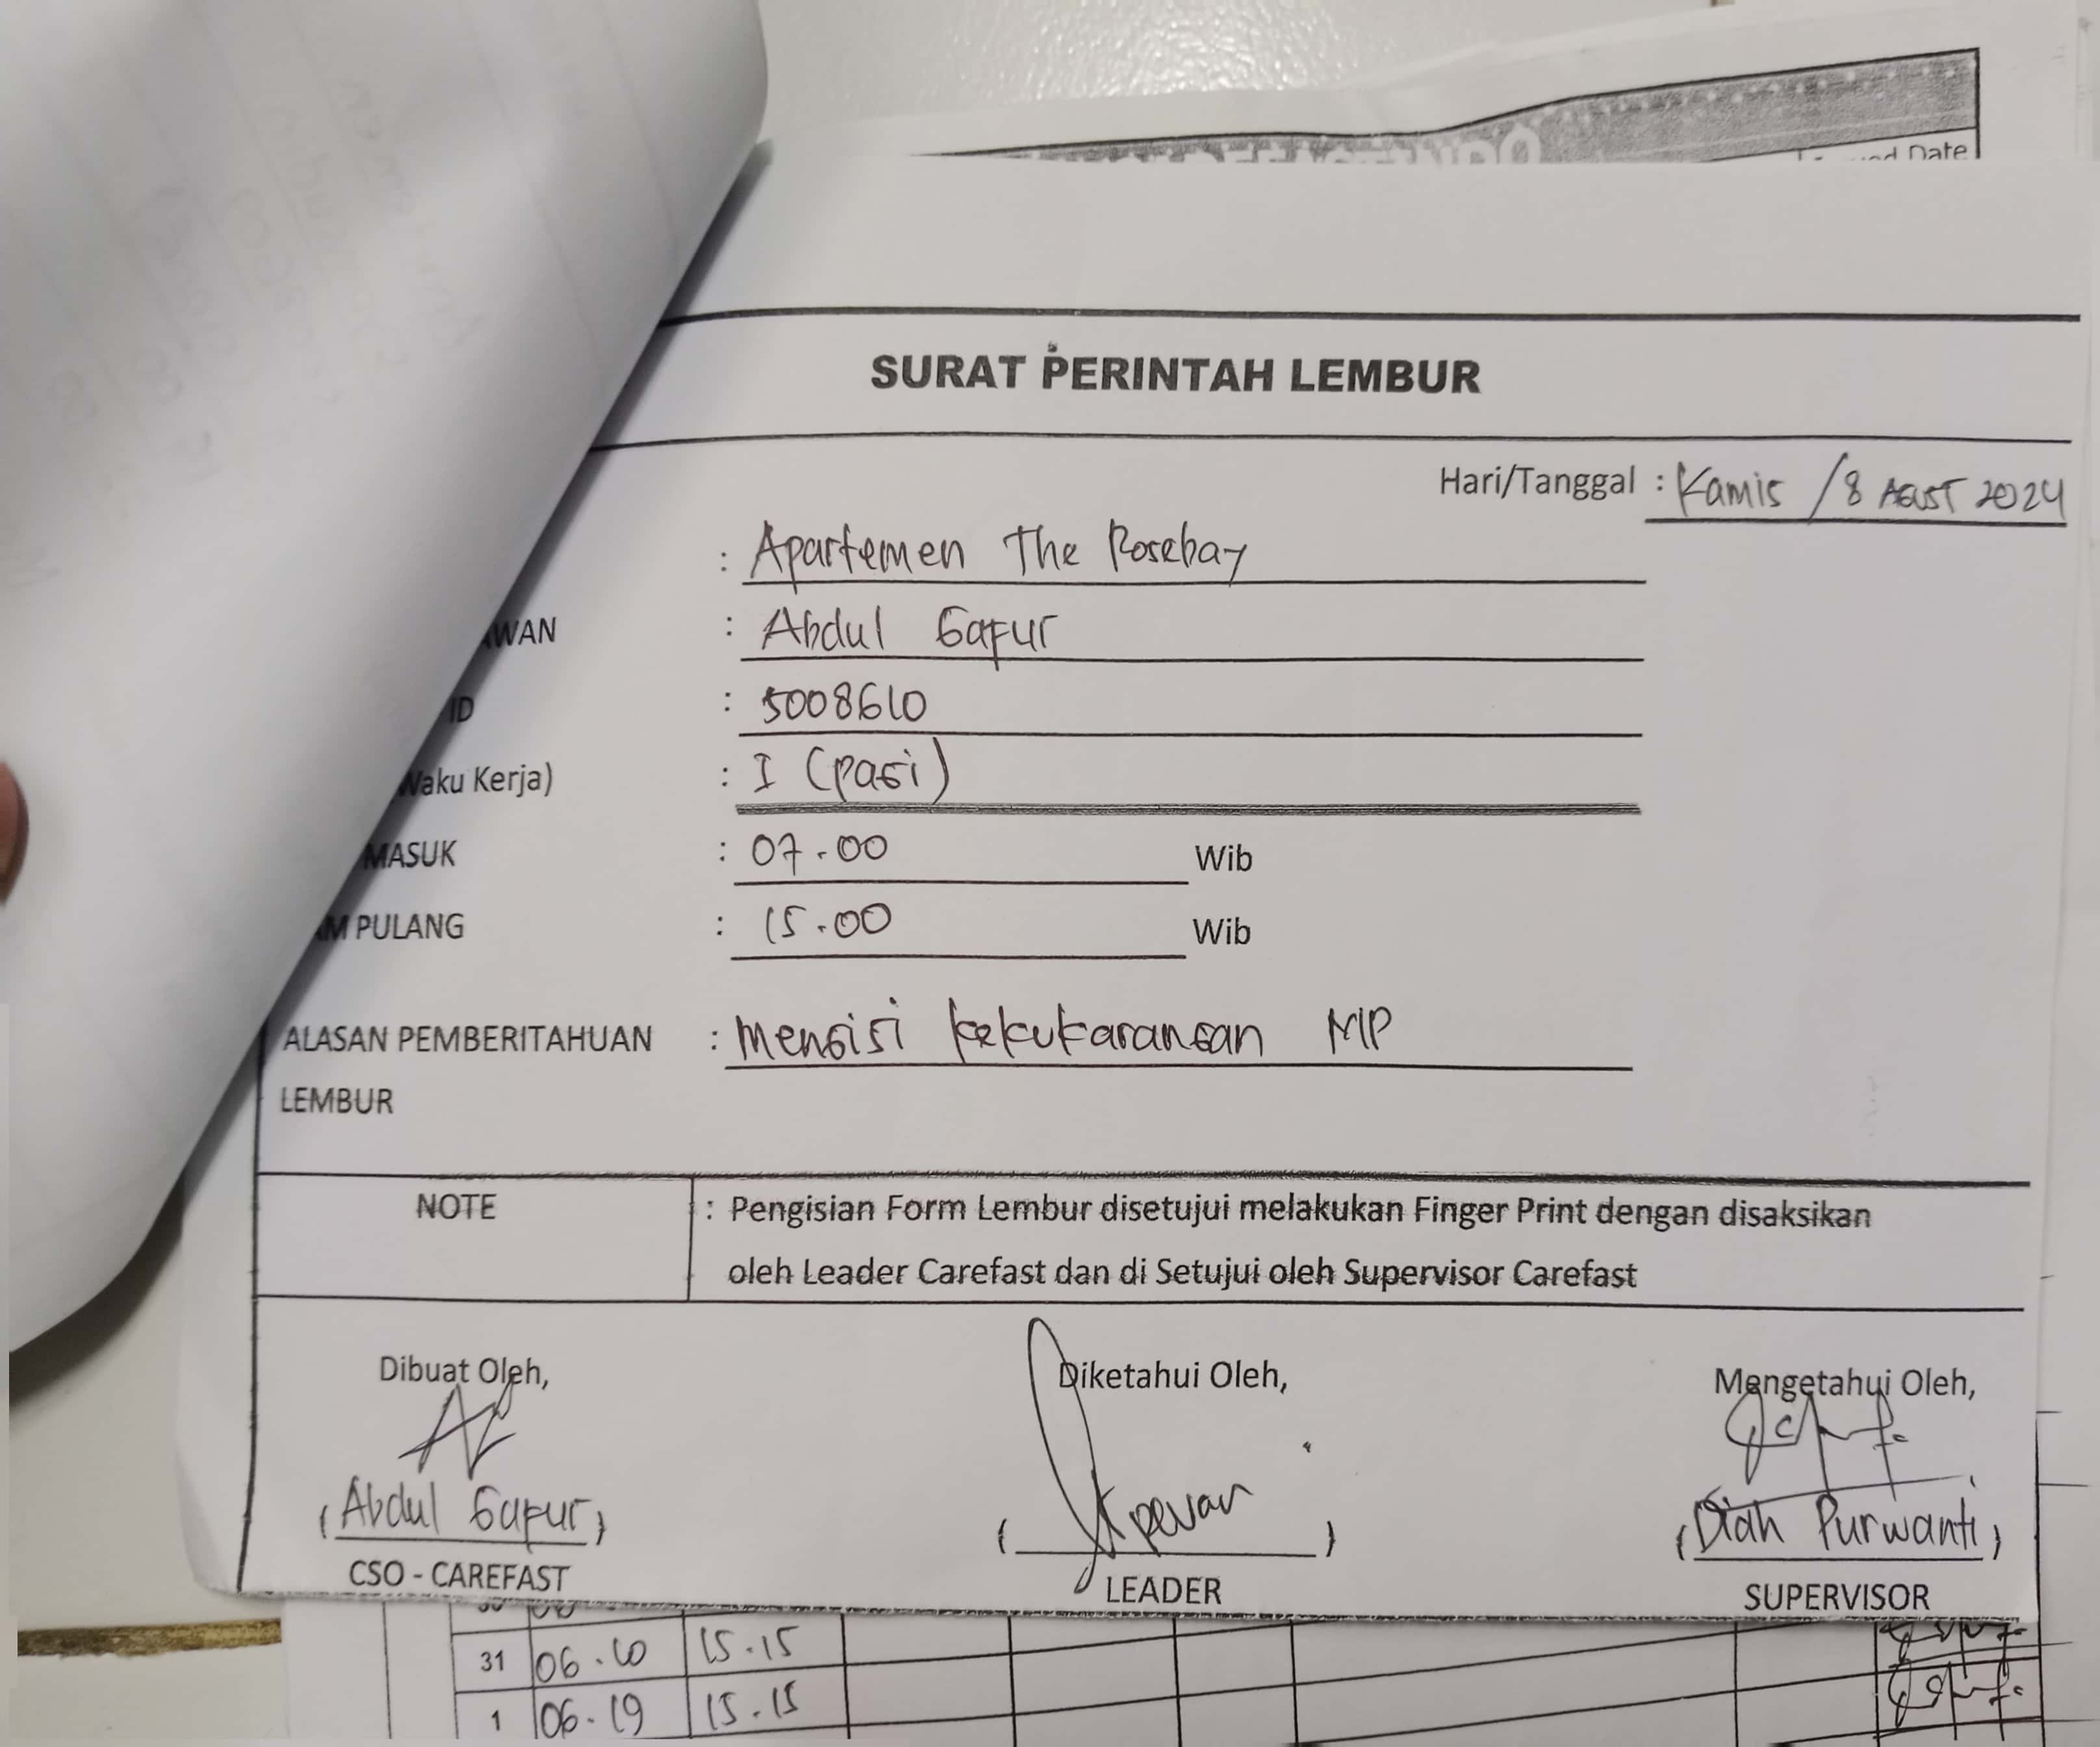 Date
SURAT PERINTAH LEMBUR
Hari/Tanggal : Kamis / 8 AGUST 2024
: Apartemen The Rosebay
WAN : Abdul Gafur
ID : 5008610
Waku Kerja) : I (pagi)
MASUK : 07.00 Wib
M PULANG : 15.00 Wib
ALASAN PEMBERITAHUAN : mengisi kekukarangan MP
LEMBUR
NOTE : Pengisian Form Lembur disetujui melakukan Finger Print dengan disaksikan
oleh Leader Carefast dan di Setujui oleh Supervisor Carefast
Dibuat Oleh, Diketahui Oleh, Mengetahui Oleh,
(Abdul Gafur) ( ) (Diah Purwanti)
CSO - CAREFAST LEADER SUPERVISOR
31 06.10 15.15
1 06.19 15.15